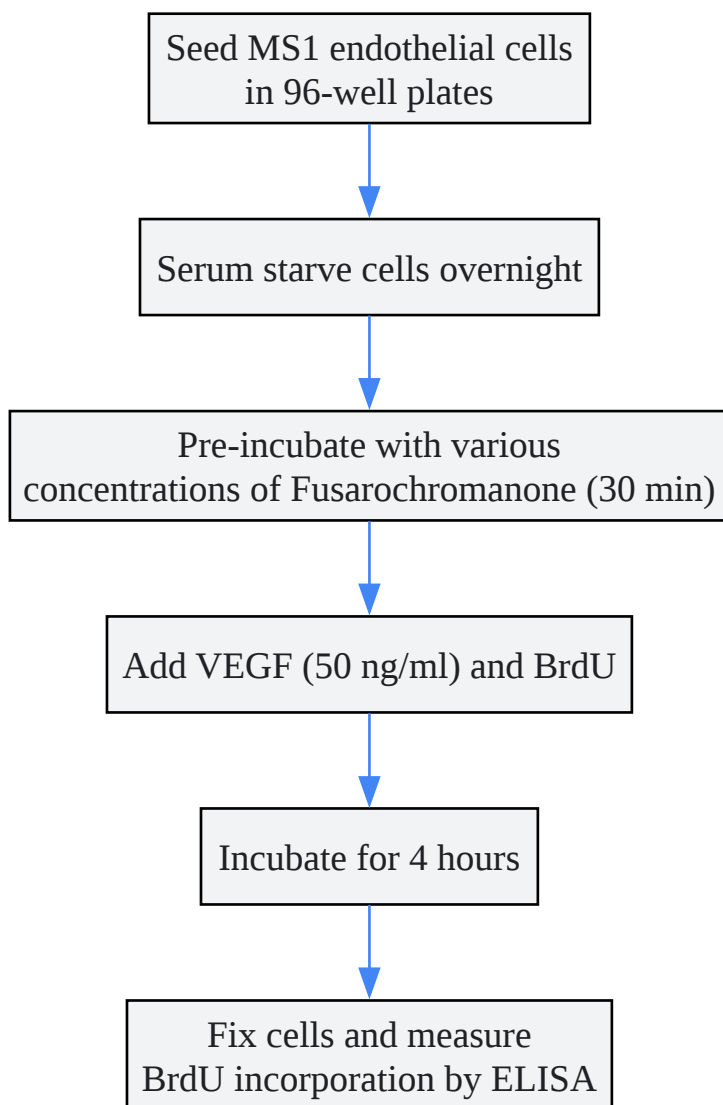 Seed MS1 endothelial cells
in 96-well plates
Serum starve cells overnight
Pre-incubate with various
concentrations of Fusarochromanone (30 min)
Add VEGF (50 ng/ml) and BrdU
Incubate for 4 hours
Fix cells and measure
BrdU incorporation by ELISA